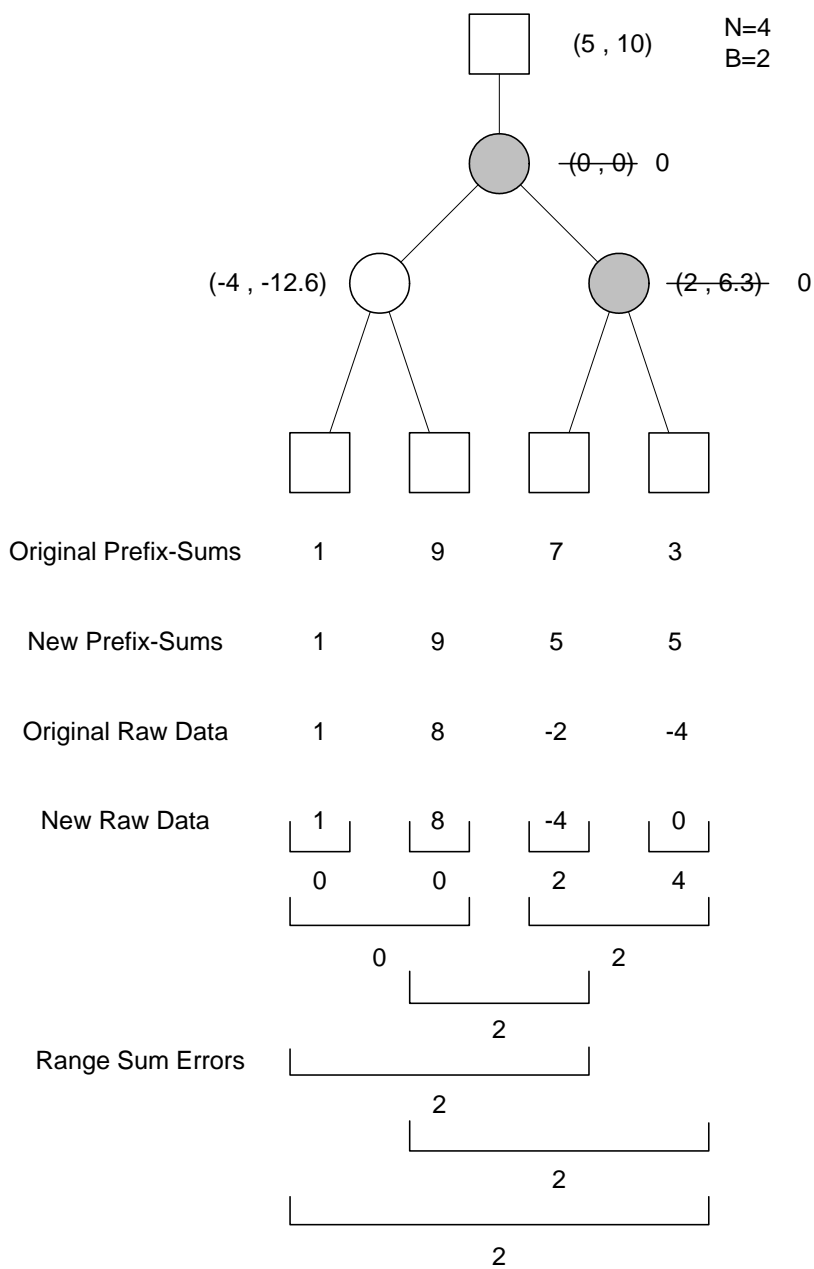 (5 , 10)
N=4
B=2
(0 , 0) 0
(-4 , -12.6)
(2 , 6.3) 0
Original Prefix-Sums 1 9 7 3
New Prefix-Sums 1 9 5 5
Original Raw Data 1 8 -2 -4
New Raw Data 1 8 -4 0
0 0 2 4
0 2
2
Range Sum Errors
2
2
2